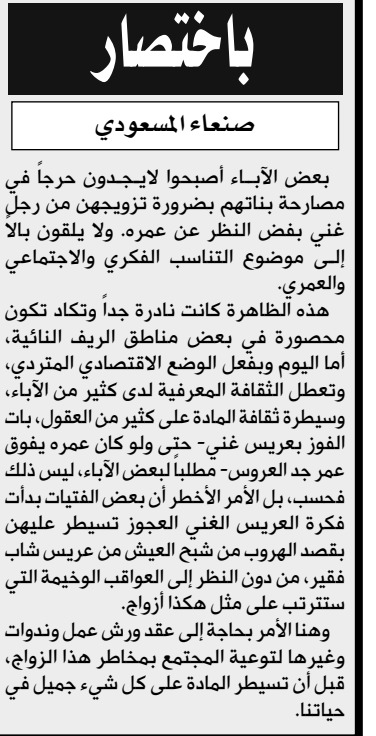 باختصار
صنعاء المسعودي
بعض الآبــاء أصبحوا لايـجـدون حرجاً في
مصارحة بناتهم بضرورة تزويجهن من رجل
غني بفض النظر عن عمره. ولا يلقون بالاً
إلــى موضوع التناسب الفكري والاجتماعي
والعمري.
هذه الظاهرة كانت نادرة جداً وتكاد تكون
محصورة في بعض مناطق الريف النائية،
أما اليوم وبفعل الوضع الاقتصادي المتردي،
وتعطل الثقافة المعرفية لدى كثير من الآباء،
وسيطرة ثقافة المادة على كثير من العقول، بات
الفوز بعريس غني- حتى ولو كان عمره يفوق
عمر جد العروس- مطلباً لبعض الآباء، ليس ذلك
فحسب، بل الأمر الأخطر أن بعض الفتيات بدأت
فكرة العريس الغني العجوز تسيطر عليهن
بقصد الهروب من شبح العيش من عريس شاب
فقير، من دون النظر إلى العواقب الوخيمة التي
ستترتب على مثل هكذا أزواج.
وهنا الأمر بحاجة إلى عقد ورش عمل وندوات
وغيرها لتوعية المجتمع بمخاطر هذا الزواج،
قبل أن تسيطر المادة على كل شيء جميل في
حياتنا.